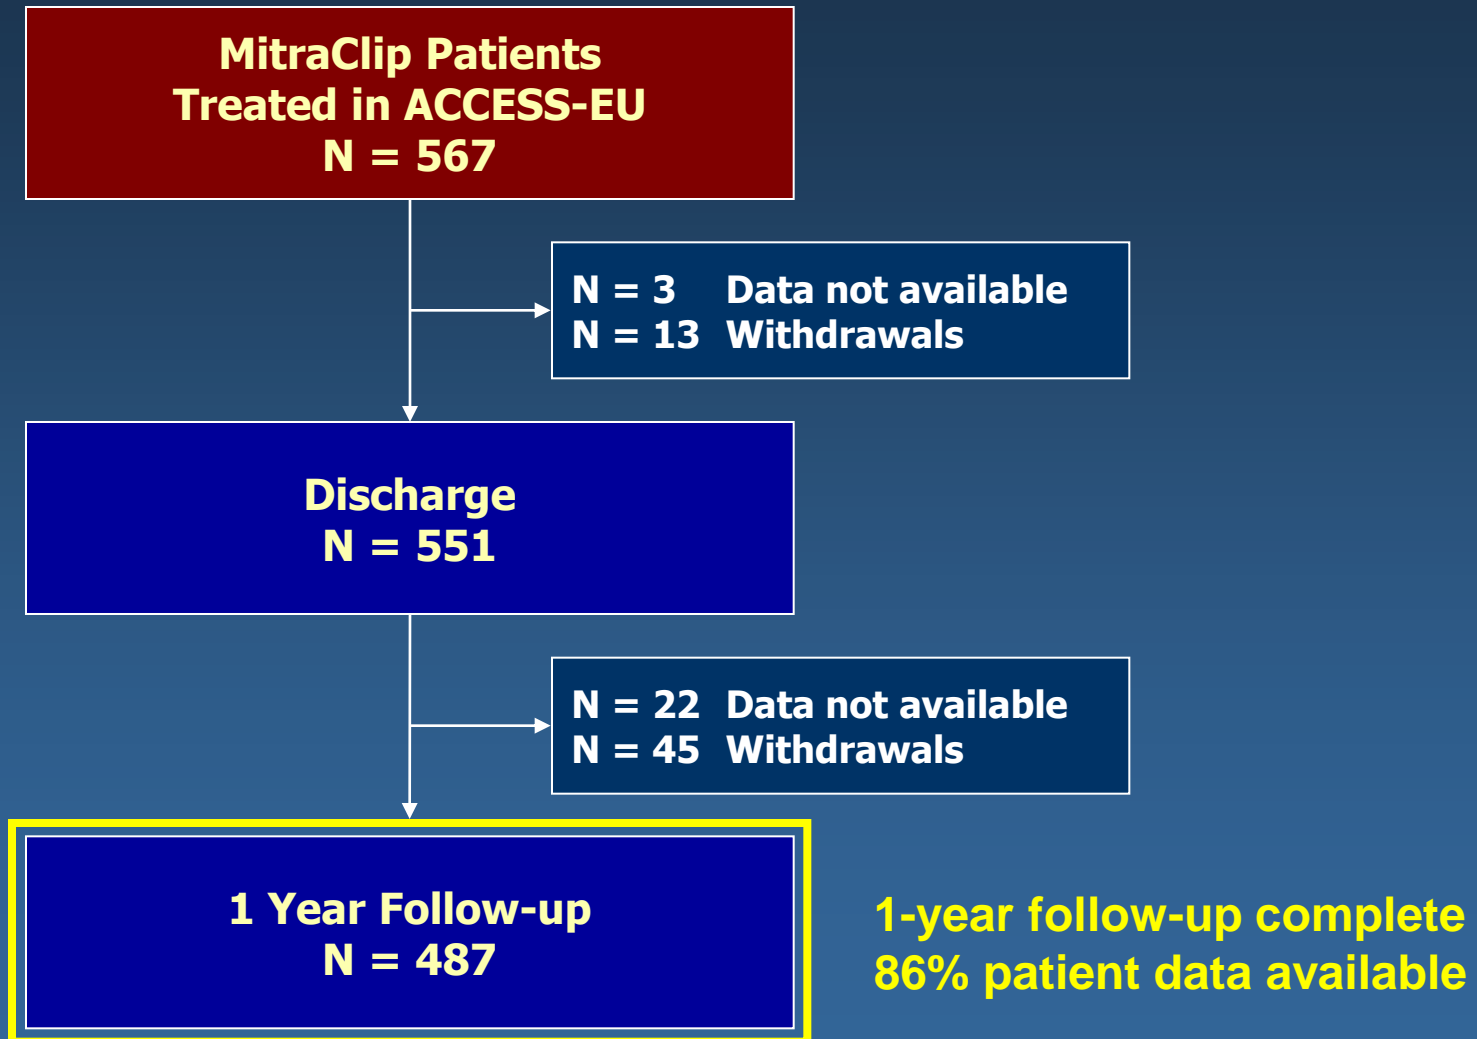 MitraClip Patients
Treated in ACCESS-EU
N = 567
N = 3 Data not available
N = 13 Withdrawals
Discharge
N = 551
N = 22 Data not available
N = 45 Withdrawals
1 Year Follow-up
N = 487
1-year follow-up complete
86% patient data available